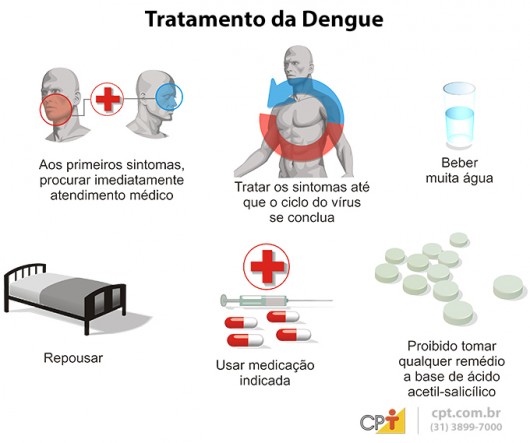 Tratamento da Dengue
Aos primeiros sintomas,
procurar imediatamente
atendimento médico
Tratar os sintomas até
que o ciclo do vírus
se conclua
Beber
muita água
Repousar
Usar medicação
indicada
Proibido tomar
qualquer remédio
a base de ácido
acetil-salicílico
CPT
cpt.com.br
(31) 3899-7000